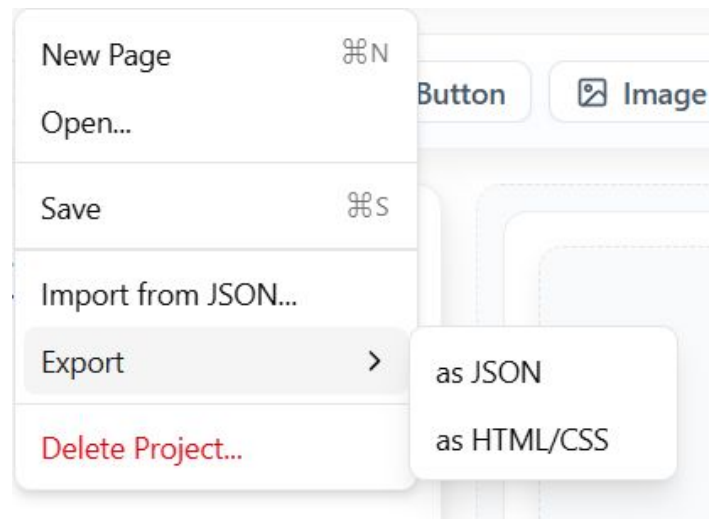 New Page ⌘N
Button
Image
Open...
Save ⌘S
Import from JSON...
Export
as JSON
as HTML/CSS
Delete Project...